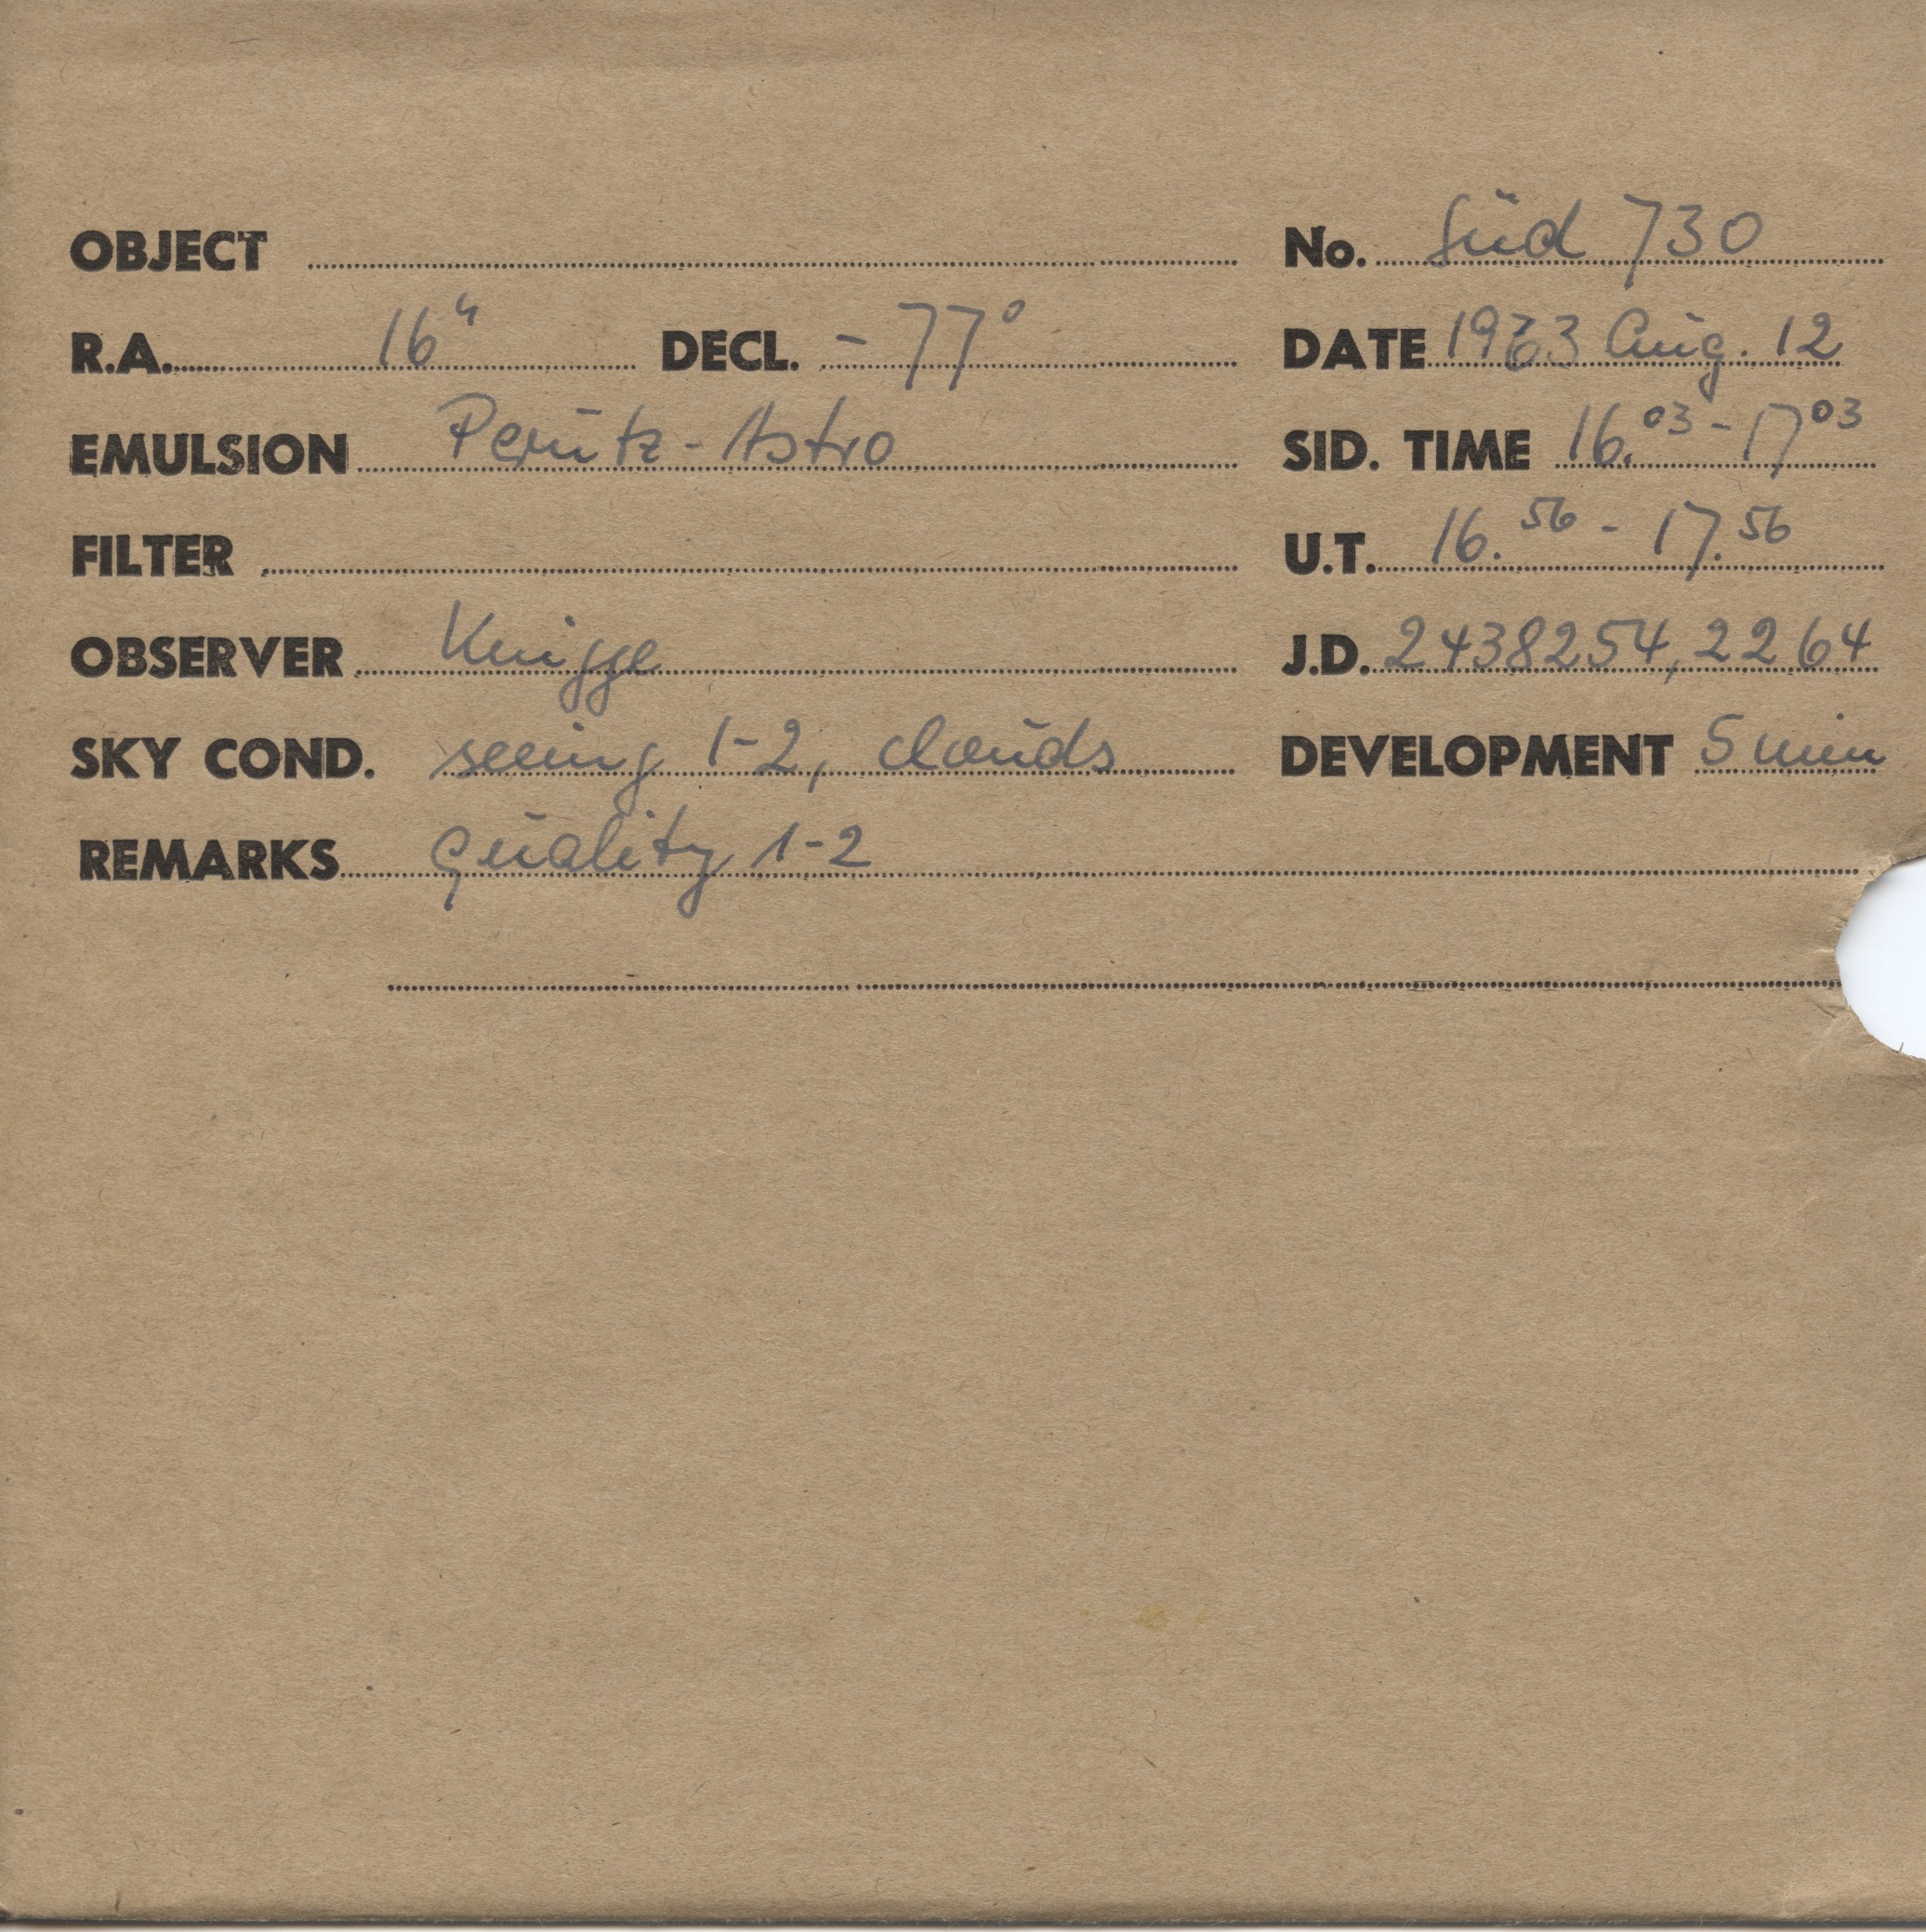 OBJECT No. Süd 730
R.A. 16ʰ DECL. - 77° DATE 1963 Aug. 12
EMULSION Perutz - Astro SID. TIME 16.⁰³ - 17⁰³
FILTER U.T. 16.⁵⁶ - 17.⁵⁶
OBSERVER Knigge J.D. 2438254,2264
SKY COND. seeing 1-2, clouds DEVELOPMENT 5 min
REMARKS quality 1-2